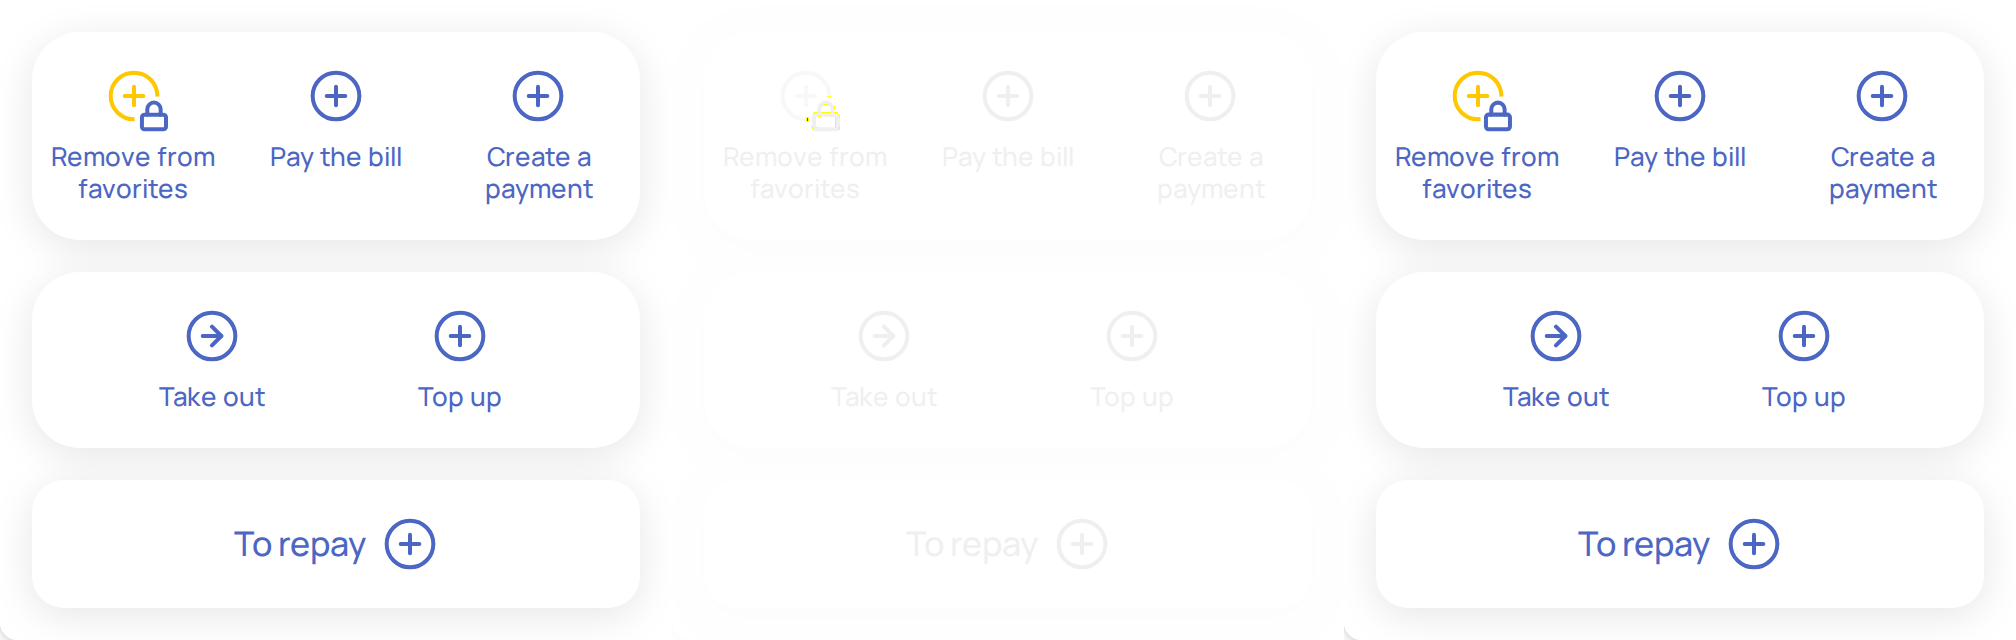 Remove from
favorites
Pay the bill
Create a
payment
Take out
Top up
To repay
Remove from
favorites
Pay the bill
Create a
payment
Take out
Top up
To repay
Remove from
favorites
Pay the bill
Create a
payment
Take out
Top up
To repay